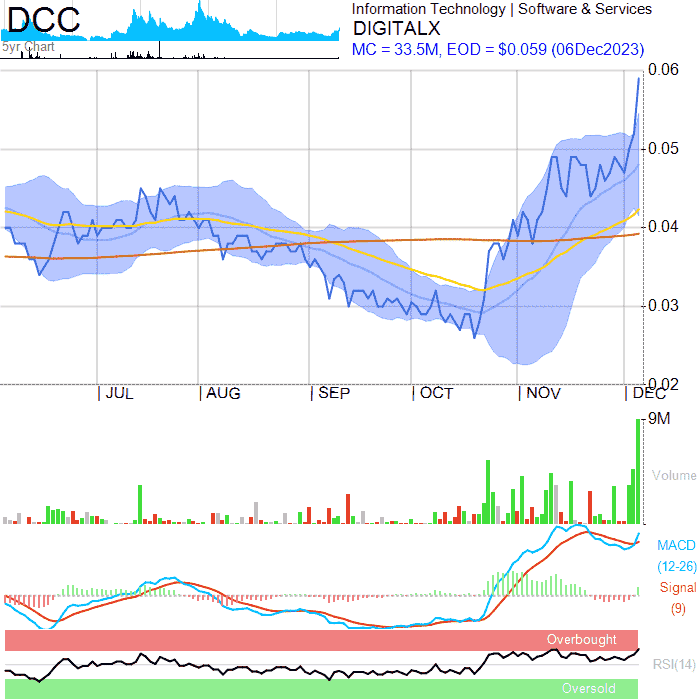 DCC
5yr Chart
Information Technology | Software & Services
DIGITALX
MC = 33.5M, EOD = $0.059 (06Dec2023)
0.06
0.05
0.04
0.03
0.02
JUL AUG SEP OCT NOV DEC
9M
Volume
MACD
(12-26)
Signal
(9)
Overbought
RSI(14)
Oversold